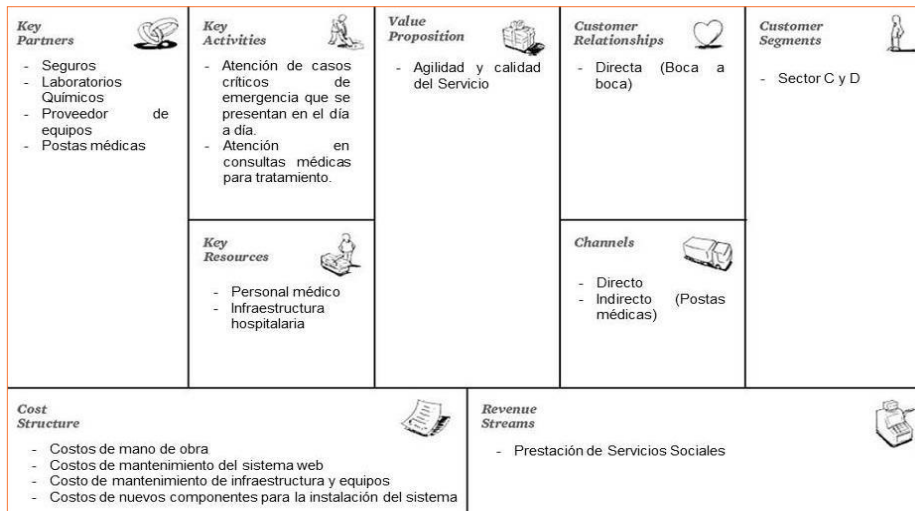 Key
Partners
- Seguros
- Laboratorios
Químicos
- Proveedor de
equipos
- Postas médicas
Key
Activities
- Atención de casos
críticos de
emergencia que se
presentan en el día
a día.
- Atención en
consultas médicas
para tratamiento.
Key
Resources
- Personal médico
- Infraestructura
hospitalaria
Value
Proposition
- Agilidad y calidad
del Servicio
Customer
Relationships
- Directa (Boca a
boca)
Channels
- Directo
- Indirecto (Postas
médicas)
Customer
Segments
- Sector C y D
Cost
Structure
- Costos de mano de obra
- Costos de mantenimiento del sistema web
- Costo de mantenimiento de infraestructura y equipos
- Costos de nuevos componentes para la instalación del sistema
Revenue
Streams
- Prestación de Servicios Sociales